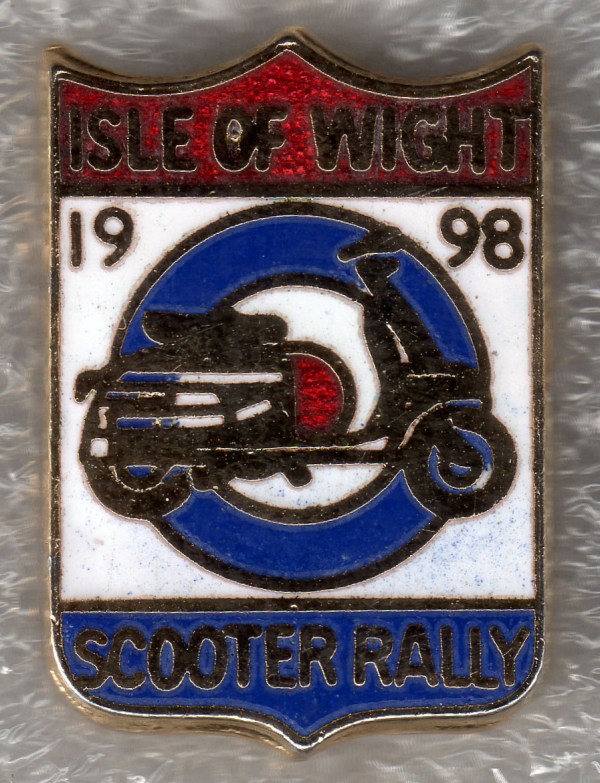 ISLE OF WIGHT
19 98
SCOOTER RALLY